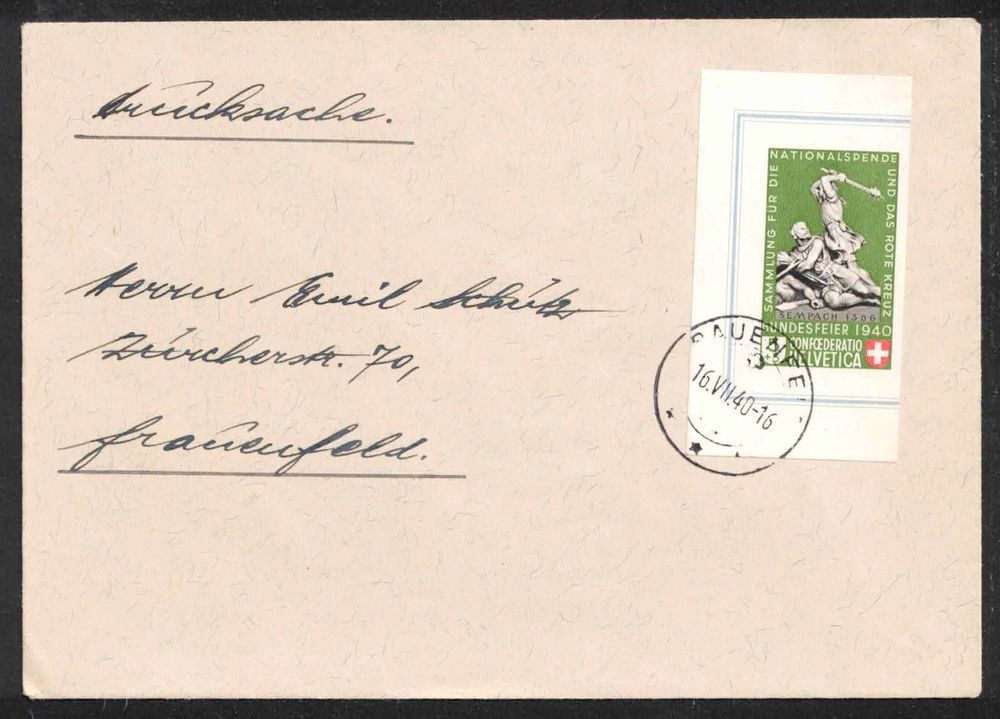 Drucksache.
Herrn Emil Schütz
Zürcherstr. 70,
Frauenfeld.
SAMMLUNG FÜR DIE NATIONALSPENDE UND DAS ROTE KREUZ
SEMPACH 1386
BUNDESFEIER 1940
CONFŒDERATIO
HELVETICA
16.VII.40-16